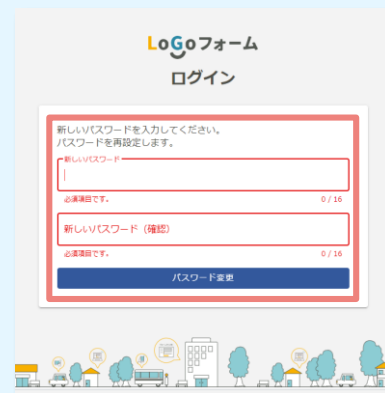 LoGoフォーム
ログイン
新しいパスワードを入力してください。
パスワードを再設定します。
新しいパスワード
必須項目です。 0 / 16
新しいパスワード（確認）
必須項目です。 0 / 16
パスワード変更